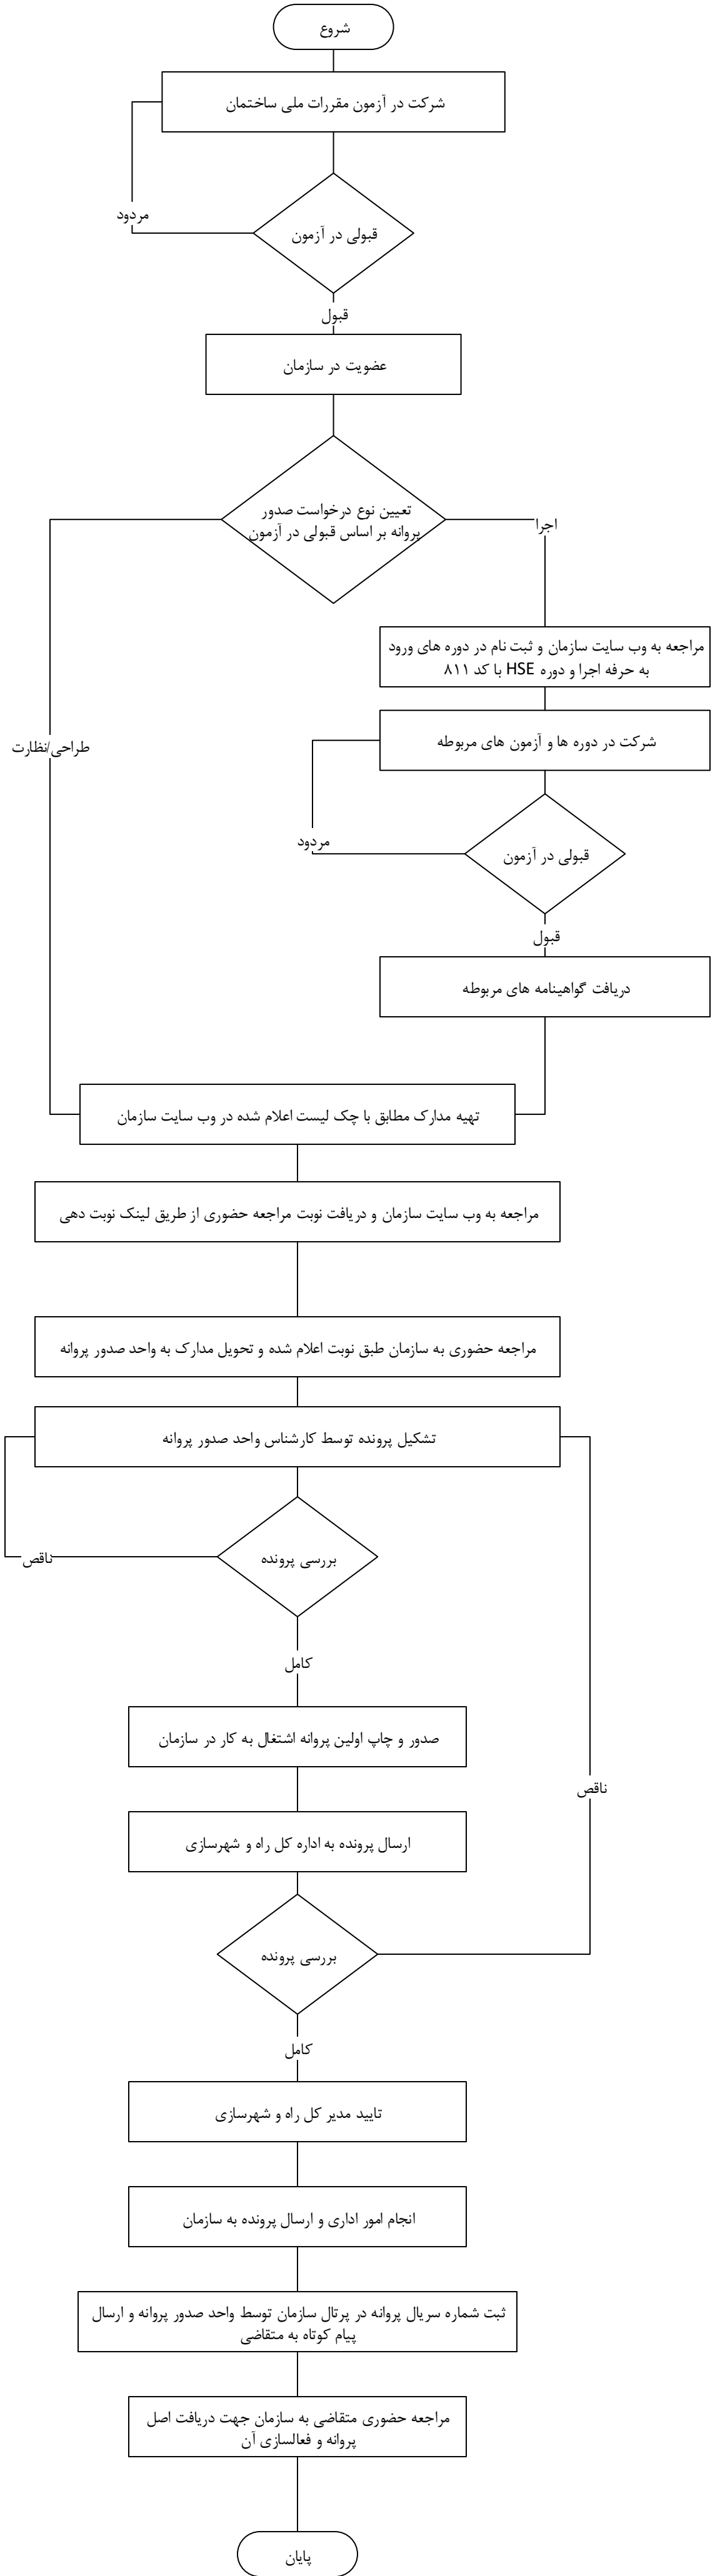 شروع
شرکت در آزمون مقررات ملی ساختمان
مردود
قبولی در آزمون
قبول
عضویت در سازمان
تعیین نوع درخواست صدور
پروانه بر اساس قبولی در آزمون
اجرا
مراجعه به وب سایت سازمان و ثبت نام در دوره های ورود
به حرفه اجرا و دوره HSE با کد ۸۱۱
طراحی/نظارت
شرکت در دوره ها و آزمون های مربوطه
مردود
قبولی در آزمون
قبول
دریافت گواهینامه های مربوطه
تهیه مدارک مطابق با چک لیست اعلام شده در وب سایت سازمان
مراجعه به وب سایت سازمان و دریافت نوبت مراجعه حضوری از طریق لینک نوبت دهی
مراجعه حضوری به سازمان طبق نوبت اعلام شده و تحویل مدارک به واحد صدور پروانه
تشکیل پرونده توسط کارشناس واحد صدور پروانه
بررسی پرونده
ناقص
کامل
صدور و چاپ اولین پروانه اشتغال به کار در سازمان
ناقص
ارسال پرونده به اداره کل راه و شهرسازی
بررسی پرونده
کامل
تایید مدیر کل راه و شهرسازی
انجام امور اداری و ارسال پرونده به سازمان
ثبت شماره سریال پروانه در پرتال سازمان توسط واحد صدور پروانه و ارسال
پیام کوتاه به متقاضی
مراجعه حضوری متقاضی به سازمان جهت دریافت اصل
پروانه و فعالسازی آن
پایان